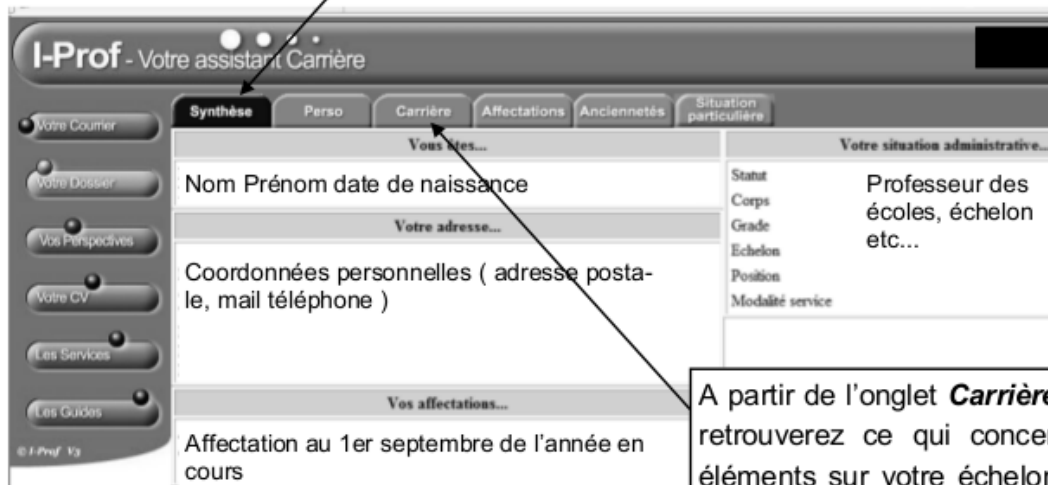 I-Prof - Votre assistant Carrière
Synthèse Perso Carrière Affectations Anciennetés Situation particulière
Votre Courrier
Votre Dossier
Vos Perspectives
Votre CV
Les Services
Les Guides
© I-Prof V3
Vous êtes...
Nom Prénom date de naissance
Votre adresse...
Coordonnées personnelles ( adresse posta-
le, mail téléphone )
Vos affectations...
Affectation au 1er septembre de l’année en
cours
Votre situation administrative...
Statut
Corps
Grade
Echelon
Position
Modalité service
Professeur des
écoles, échelon
etc...
A partir de l’onglet Carrière
retrouverez ce qui concer
éléments sur votre échelon